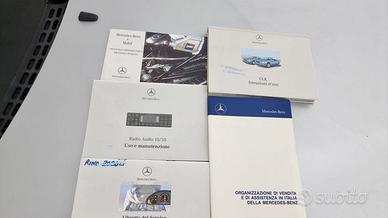 Mercedes-Benz
e Mobil
CLK
Istruzioni d'uso
Radio Audio 10/30
Uso e manutenzione
Mercedes-Benz
ORGANIZZAZIONE DI VENDITA
E DI ASSISTENZA IN ITALIA
DELLA MERCEDES-BENZ
Libretto del Service
subito